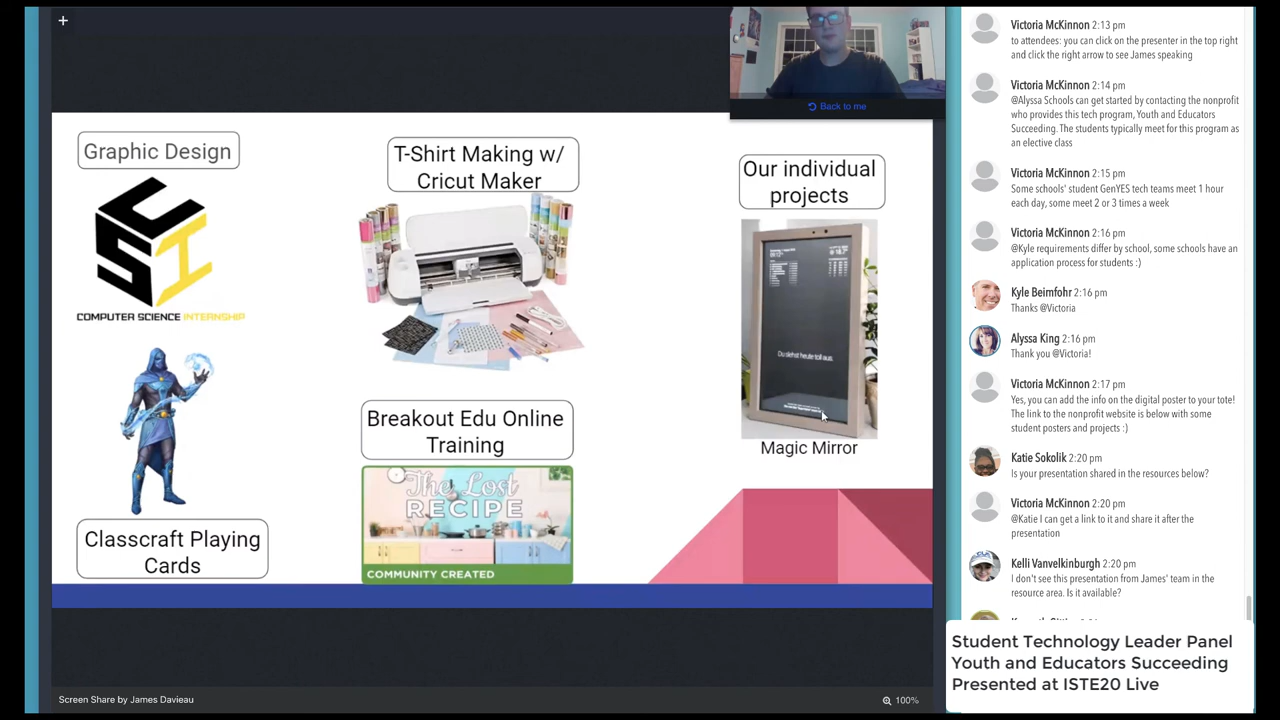 +
Back to me
Graphic Design
CSI
COMPUTER SCIENCE INTERNSHIP
Classcraft Playing
Cards
T-Shirt Making w/
Cricut Maker
Breakout Edu Online
Training
The Lost
RECIPE
COMMUNITY CREATED
Our individual
projects
Du siehst heute toll aus.
Magic Mirror
Screen Share by James Davieau
100%
Victoria McKinnon 2:13 pm
to attendees: you can click on the presenter in the top right
and click the right arrow to see James speaking
Victoria McKinnon 2:14 pm
@Alyssa Schools can get started by contacting the nonprofit
who provides this tech program, Youth and Educators
Succeeding. The students typically meet for this program as
an elective class
Victoria McKinnon 2:15 pm
Some schools' student GenYES tech teams meet 1 hour
each day, some meet 2 or 3 times a week
Victoria McKinnon 2:16 pm
@Kyle requirements differ by school, some schools have an
application process for students :)
Kyle Beimfohr 2:16 pm
Thanks @Victoria
Alyssa King 2:16 pm
Thank you @Victoria!
Victoria McKinnon 2:17 pm
Yes, you can add the info on the digital poster to your tote!
The link to the nonprofit website is below with some
student posters and projects :)
Katie Sokolik 2:20 pm
Is your presentation shared in the resources below?
Victoria McKinnon 2:20 pm
@Katie I can get a link to it and share it after the
presentation
Kelli Vanvelkinburgh 2:20 pm
I don't see this presentation from James' team in the
resource area. Is it available?
Student Technology Leader Panel
Youth and Educators Succeeding
Presented at ISTE20 Live